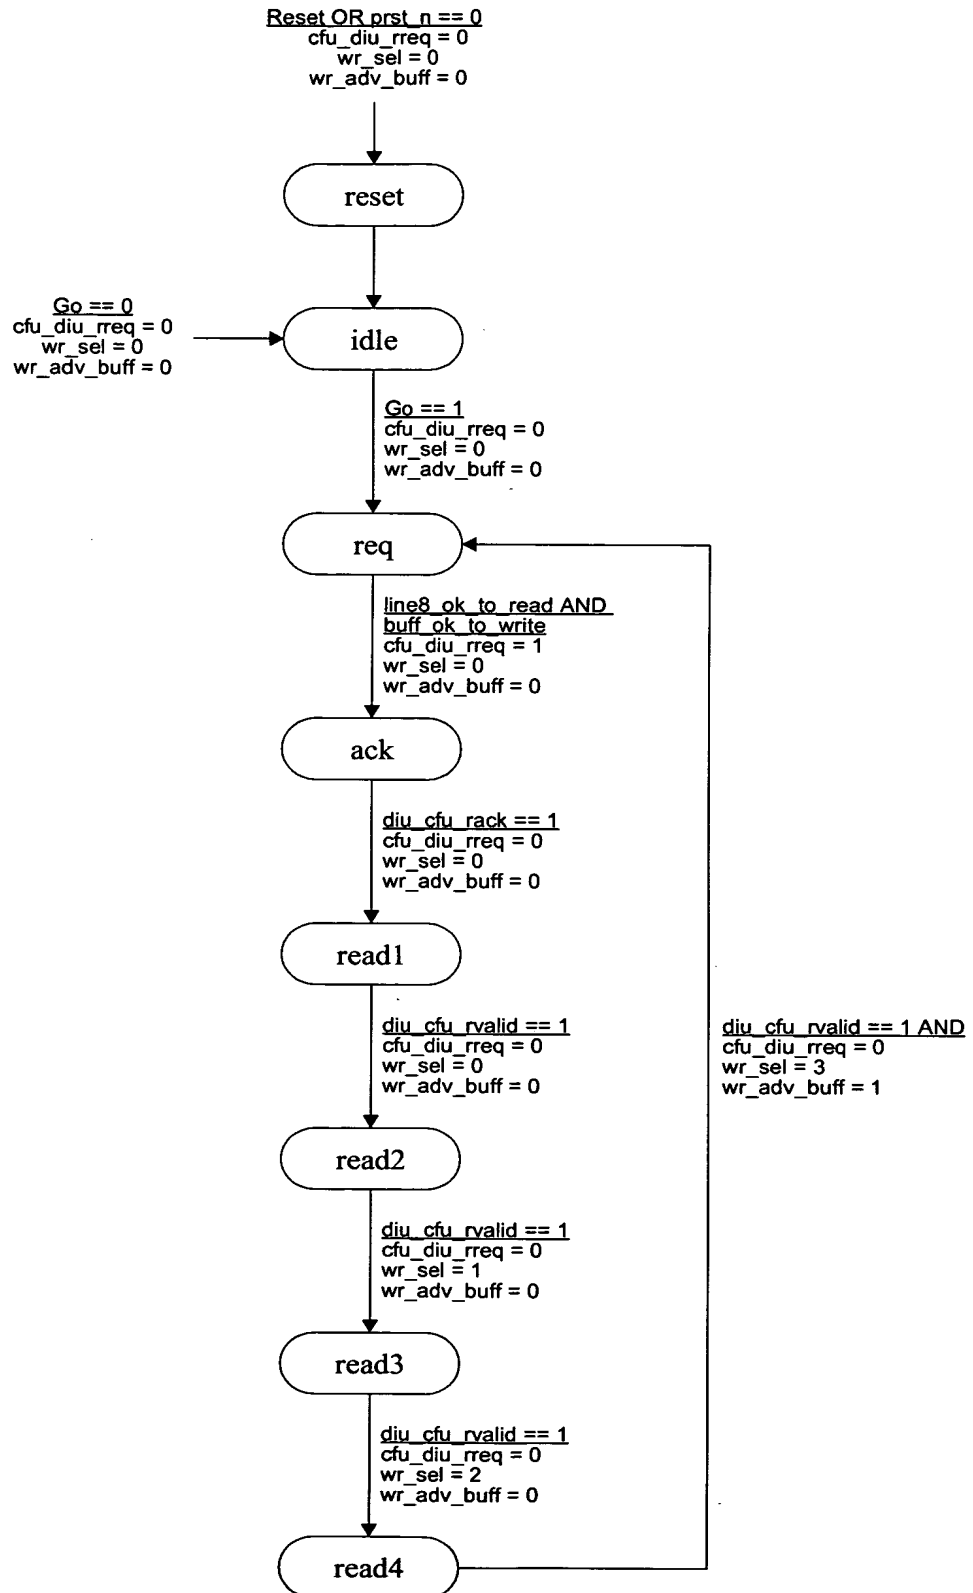 Reset OR prst_n == 0
cfu_diu_rreq = 0
wr_sel = 0
wr_adv_buff = 0
reset
Go == 0
cfu_diu_rreq = 0
wr_sel = 0
wr_adv_buff = 0
idle
Go == 1
cfu_diu_rreq = 0
wr_sel = 0
wr_adv_buff = 0
req
line8_ok_to_read AND
buff_ok_to_write
cfu_diu_rreq = 1
wr_sel = 0
wr_adv_buff = 0
ack
diu_cfu_rack == 1
cfu_diu_rreq = 0
wr_sel = 0
wr_adv_buff = 0
read1
diu_cfu_rvalid == 1
cfu_diu_rreq = 0
wr_sel = 0
wr_adv_buff = 0
diu_cfu_rvalid == 1 AND
cfu_diu_rreq = 0
wr_sel = 3
wr_adv_buff = 1
read2
diu_cfu_rvalid == 1
cfu_diu_rreq = 0
wr_sel = 1
wr_adv_buff = 0
read3
diu_cfu_rvalid == 1
cfu_diu_rreq = 0
wr_sel = 2
wr_adv_buff = 0
read4